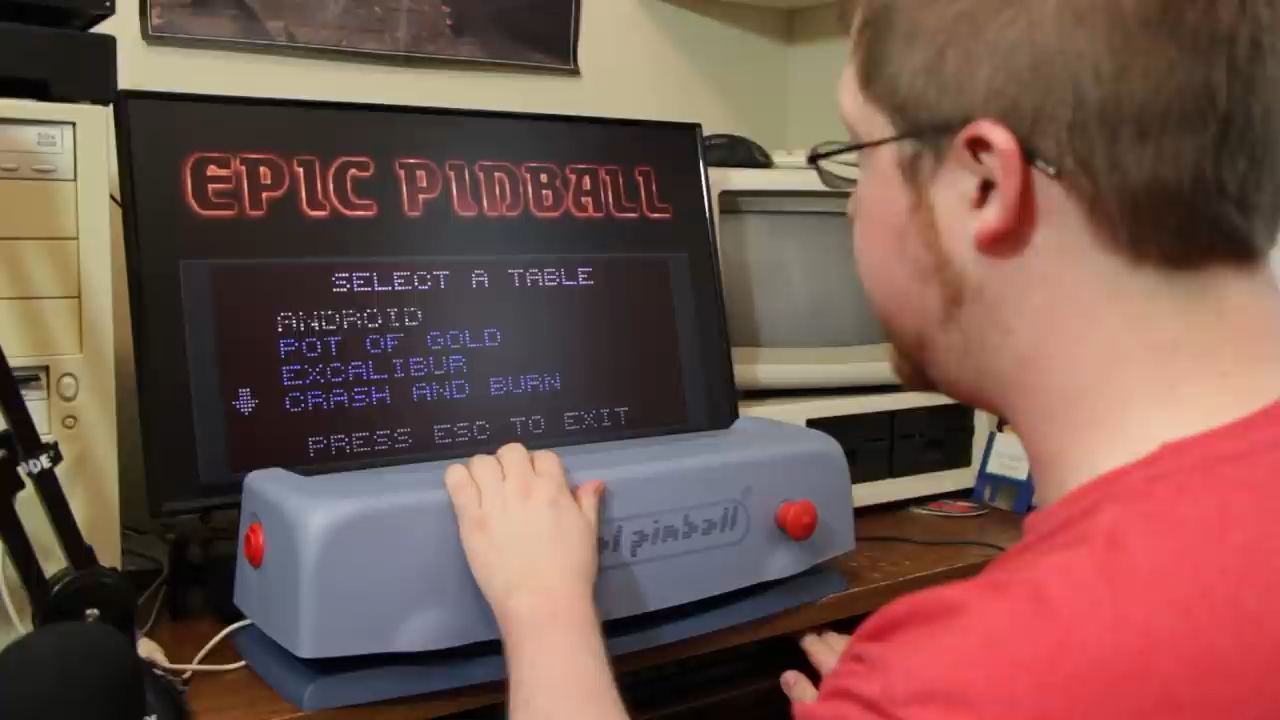 EPIC PINBALL
SELECT A TABLE
ANDROID
POT OF GOLD
EXCALIBUR
CRASH AND BURN
PRESS ESC TO EXIT
pinball